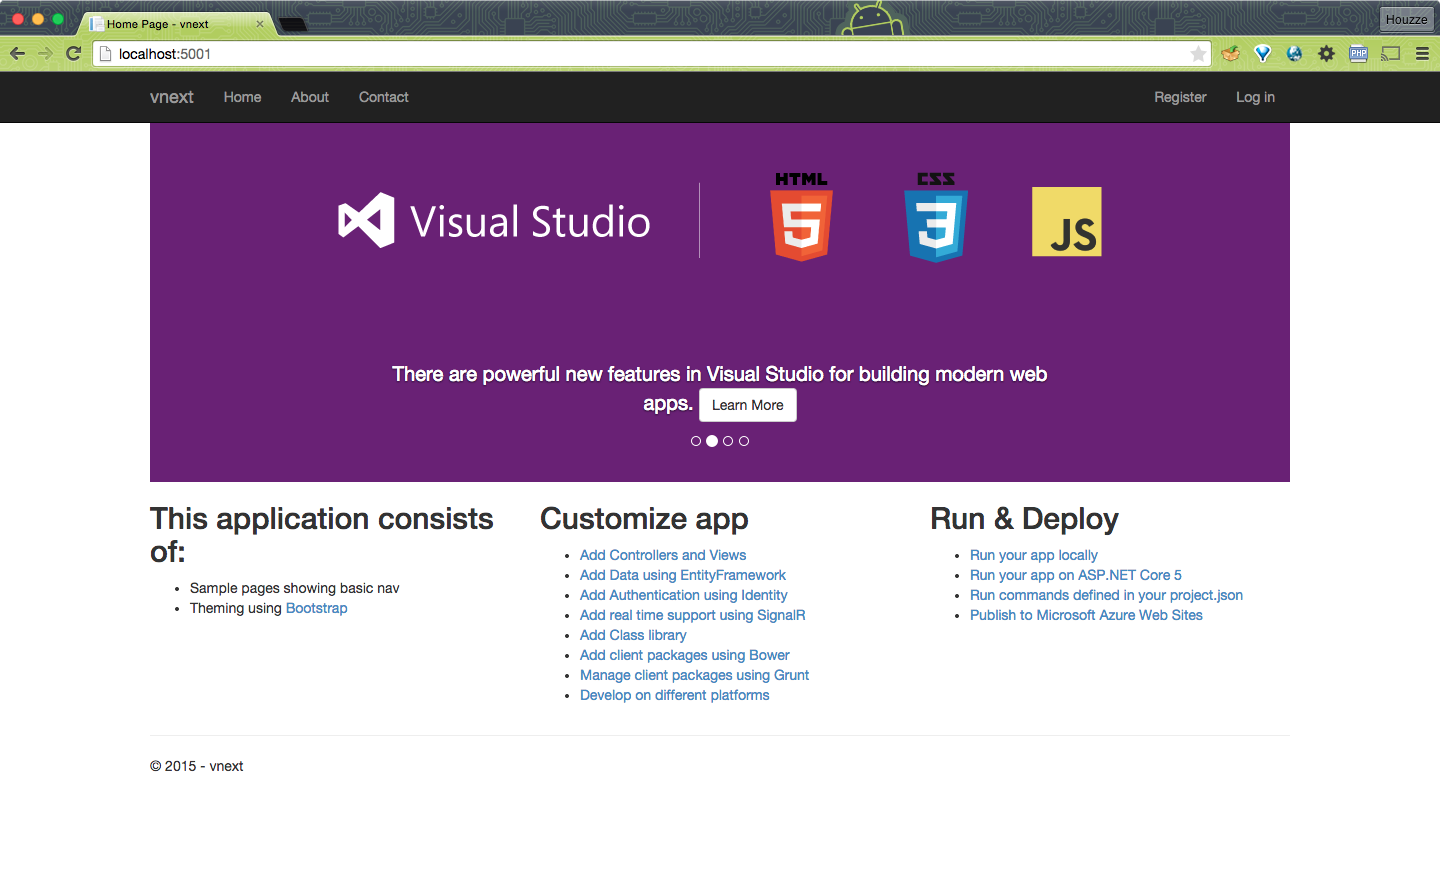 Home Page - vnext
Houzze
localhost:5001
PHP
vnext Home About Contact Register Log in
Visual Studio
HTML
5
CSS
3
JS
There are powerful new features in Visual Studio for building modern web
apps. Learn More
This application consists
of:
Sample pages showing basic nav
Theming using Bootstrap
Customize app
Add Controllers and Views
Add Data using EntityFramework
Add Authentication using Identity
Add real time support using SignalR
Add Class library
Add client packages using Bower
Manage client packages using Grunt
Develop on different platforms
Run & Deploy
Run your app locally
Run your app on ASP.NET Core 5
Run commands defined in your project.json
Publish to Microsoft Azure Web Sites
© 2015 - vnext